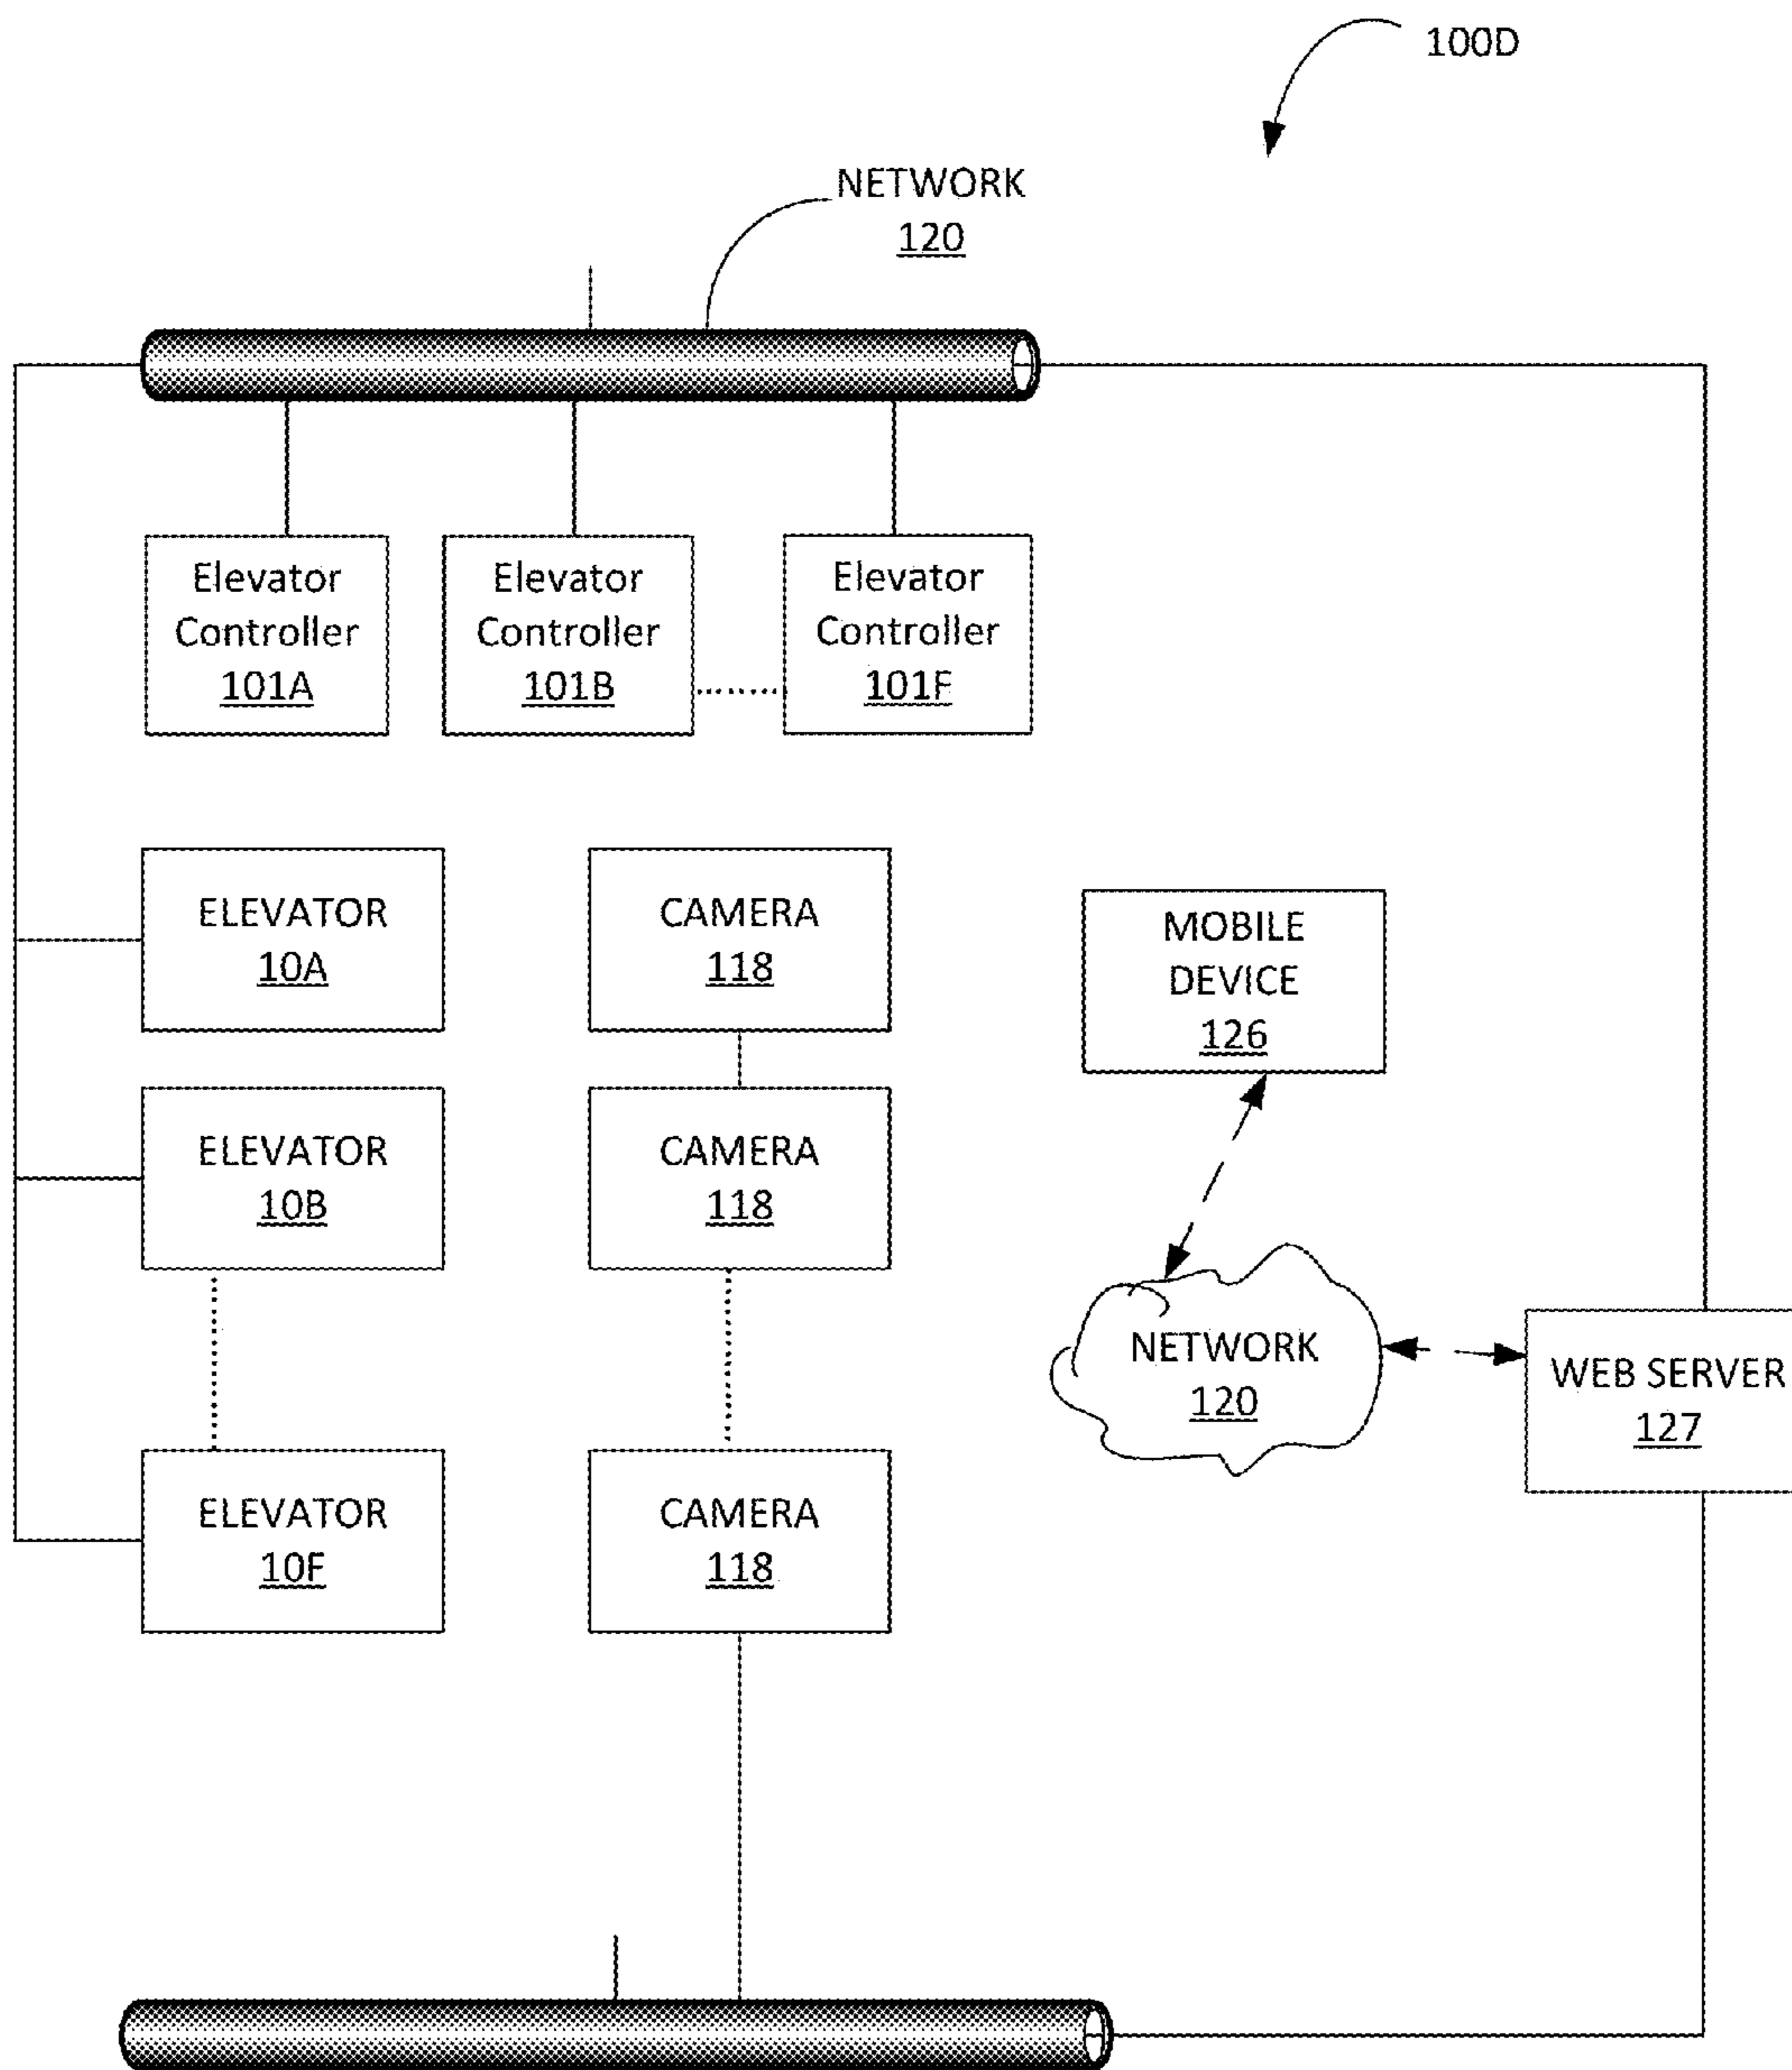 100D
NETWORK
120
Elevator
Controller
101A
Elevator
Controller
101B
Elevator
Controller
101F
ELEVATOR
10A
CAMERA
118
MOBILE
DEVICE
126
ELEVATOR
10B
CAMERA
118
NETWORK
120
WEB SERVER
127
ELEVATOR
10F
CAMERA
118